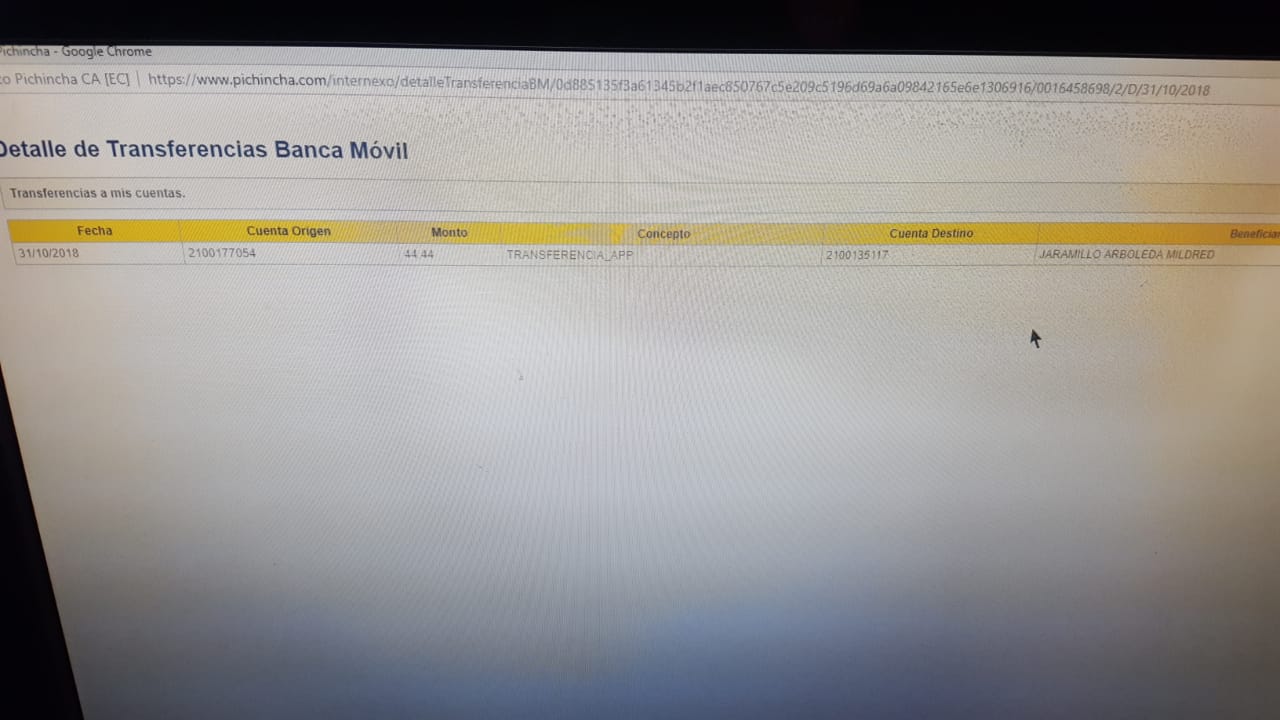 Pichincha - Google Chrome
co Pichincha CA [EC] | https://www.pichincha.com/internexo/detalleTransferenciaBM/0d885135f3a61345b2f1aec850767c5e209c5196d69a6a09842165e6e1306916/0016458698/2/D/31/10/2018
Detalle de Transferencias Banca Móvil
Transferencias a mis cuentas.
Fecha Cuenta Origen Monto Concepto Cuenta Destino Beneficiar
31/10/2018 2100177054 44.44 TRANSFERENCIA_APP 2100135117 JARAMILLO ARBOLEDA MILDRED